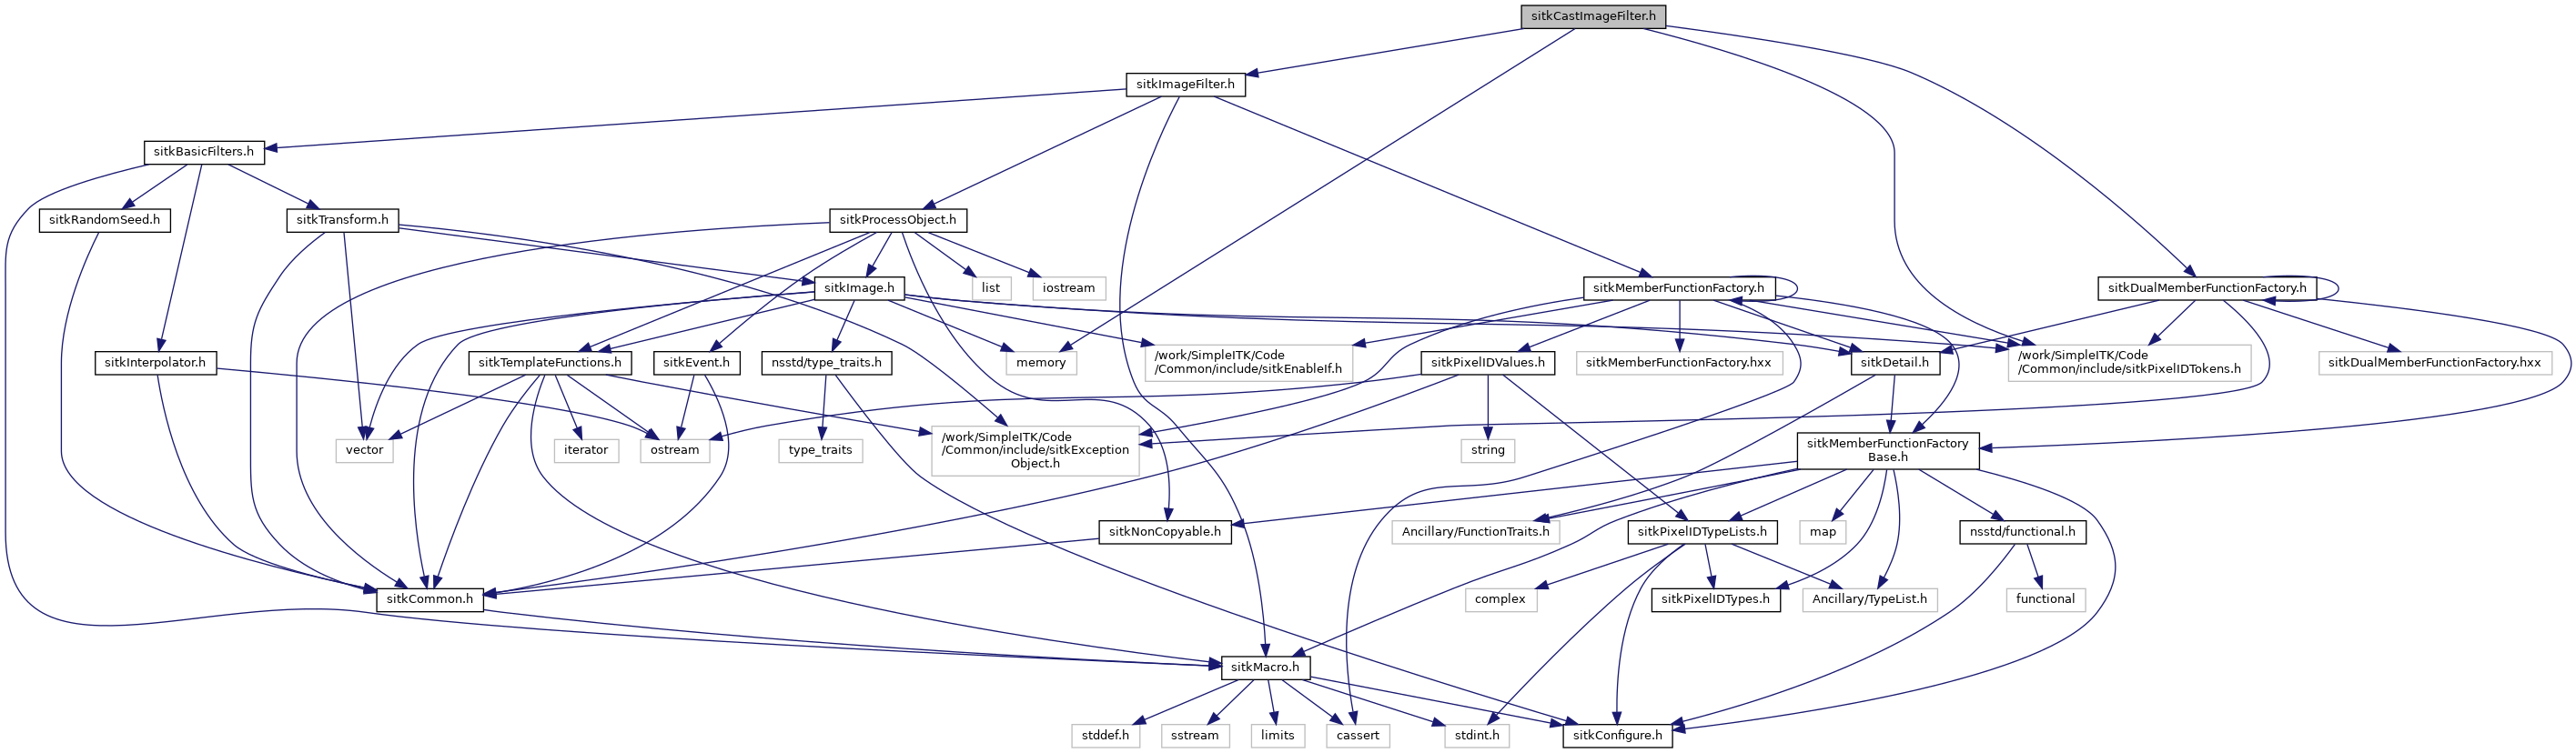 sitkCastImageFilter.h
sitkImageFilter.h
sitkBasicFilters.h
sitkRandomSeed.h
sitkTransform.h
sitkProcessObject.h
sitkImage.h
list
iostream
sitkMemberFunctionFactory.h
sitkDualMemberFunctionFactory.h
sitkInterpolator.h
sitkTemplateFunctions.h
sitkEvent.h
nsstd/type_traits.h
memory
/work/SimpleITK/Code
/Common/include/sitkEnableIf.h
sitkPixelIDValues.h
sitkMemberFunctionFactory.hxx
sitkDetail.h
/work/SimpleITK/Code
/Common/include/sitkPixelIDTokens.h
sitkDualMemberFunctionFactory.hxx
vector
iterator
ostream
type_traits
/work/SimpleITK/Code
/Common/include/sitkException
Object.h
string
sitkMemberFunctionFactory
Base.h
sitkNonCopyable.h
Ancillary/FunctionTraits.h
sitkPixelIDTypeLists.h
map
nsstd/functional.h
sitkCommon.h
complex
sitkPixelIDTypes.h
Ancillary/TypeList.h
functional
sitkMacro.h
stddef.h
sstream
limits
cassert
stdint.h
sitkConfigure.h